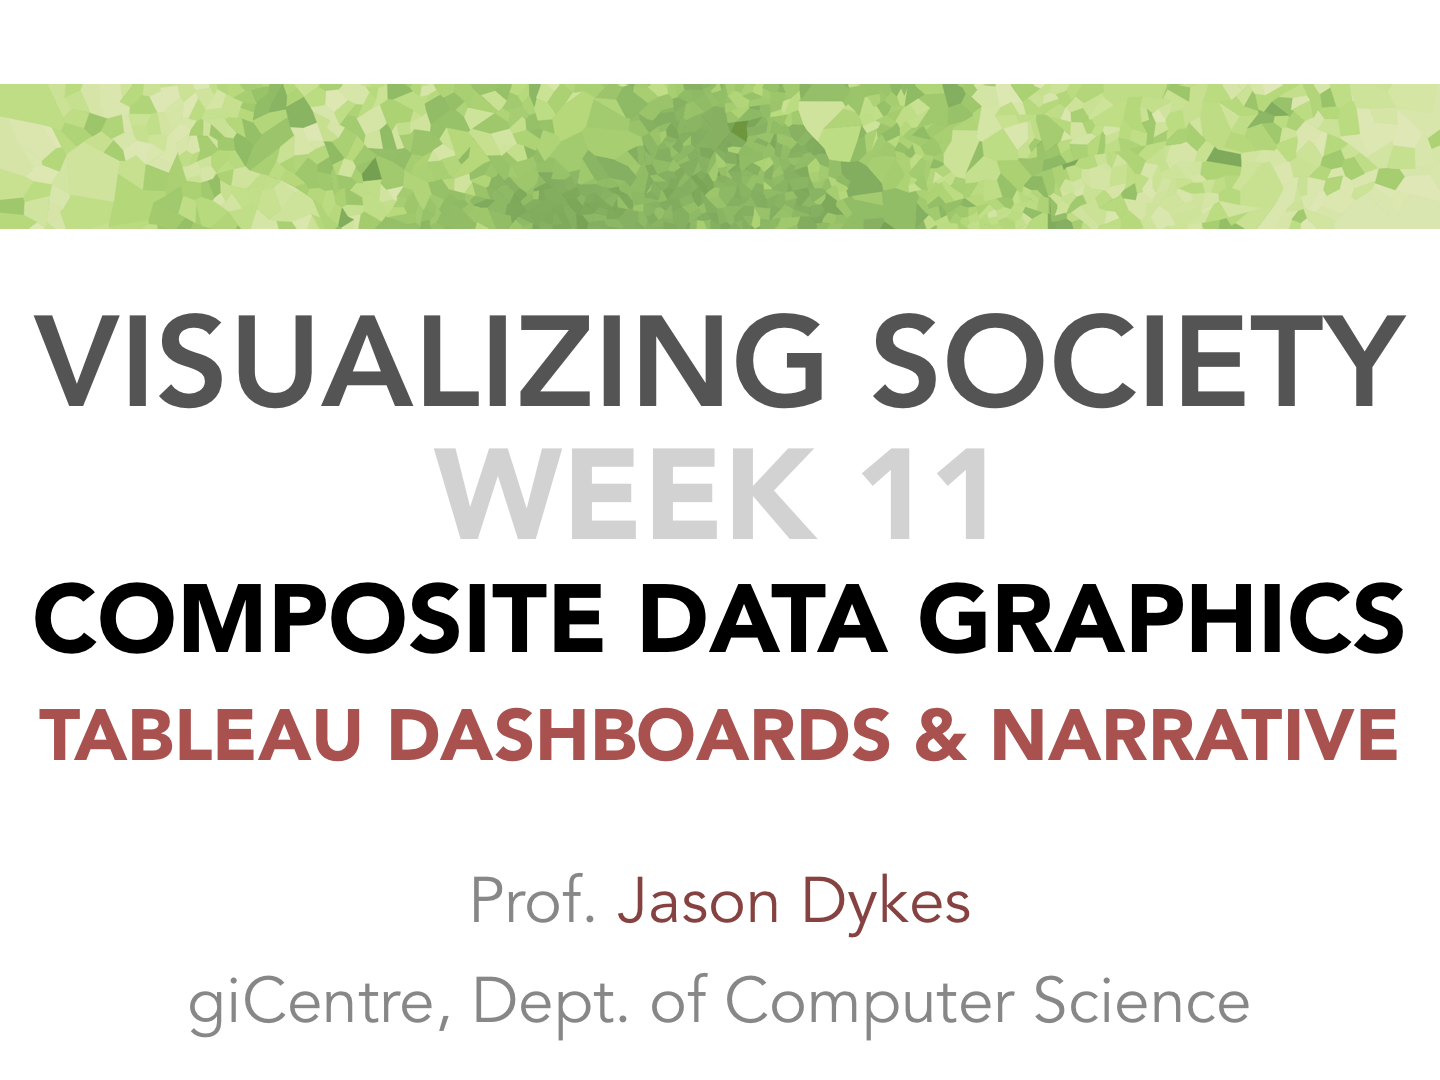 VISUALIZING SOCIETY
WEEK 11
COMPOSITE DATA GRAPHICS
TABLEAU DASHBOARDS & NARRATIVE
Prof. Jason Dykes
giCentre, Dept. of Computer Science